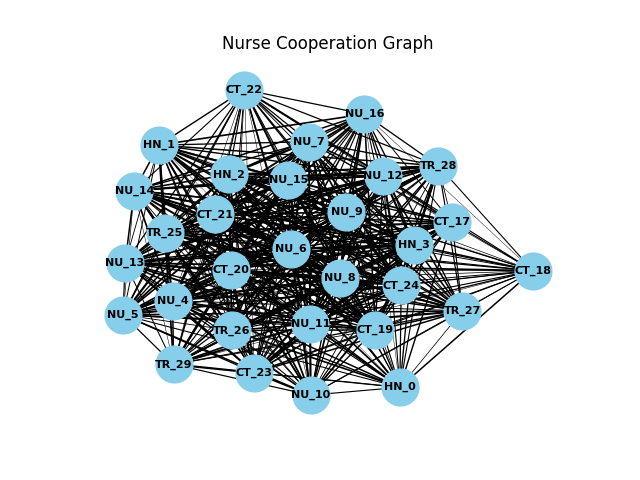 Nurse Cooperation Graph
CT_22
NU_16
NU_7
HN_1
TR_28
HN_2
NU_12
NU_15
NU_14
NU_9
CT_21
CT_17
TR_25
HN_3
NU_6
NU_13
CT_20
CT_18
NU_8
CT_24
NU_4
TR_27
NU_5
NU_11
TR_26
CT_19
TR_29
CT_23
HN_0
NU_10